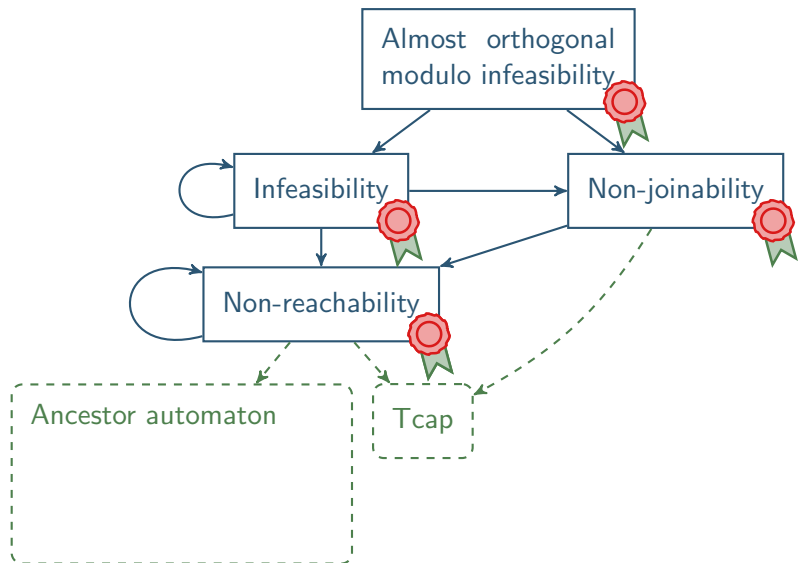 Almost orthogonal
modulo infeasibility
Infeasibility
Non-joinability
Non-reachability
Ancestor automaton
Tcap